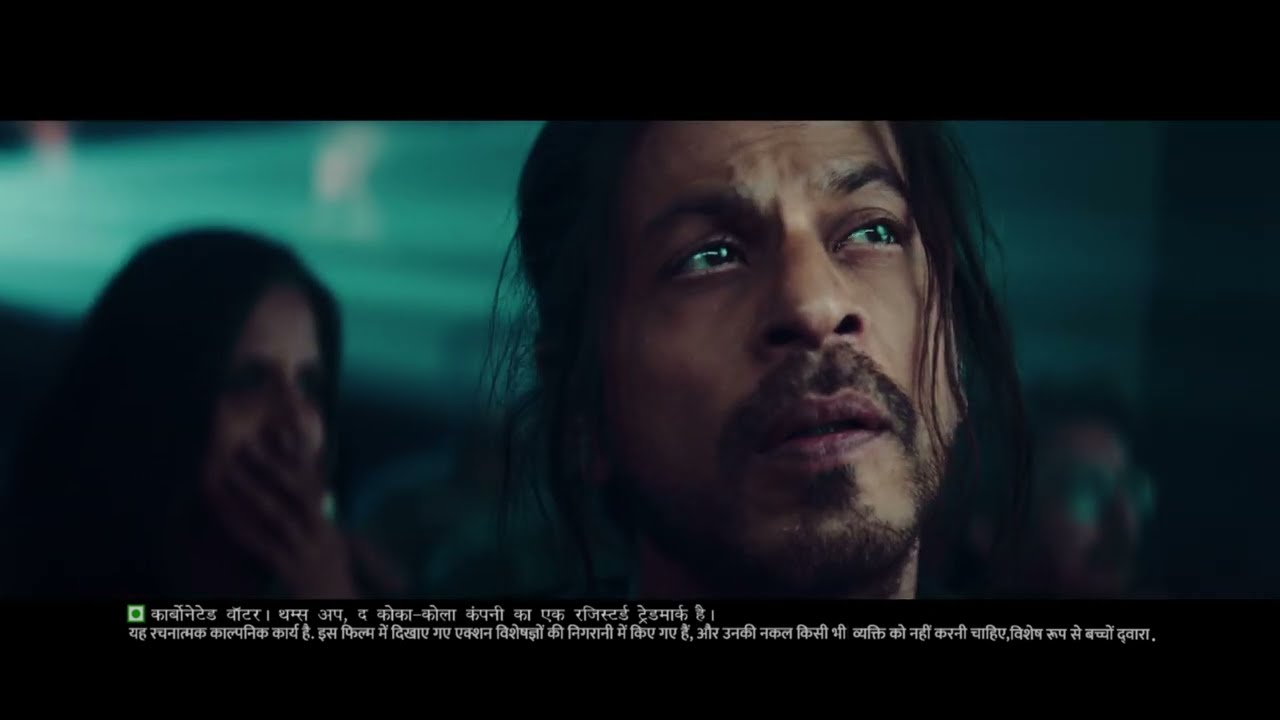 कार्बोनेटेड वॉटर। थम्स अप, द कोका-कोला कंपनी का एक रजिस्टर्ड ट्रेडमार्क है।
यह रचनात्मक काल्पनिक कार्य है. इस फिल्म में दिखाए गए एक्शन विशेषज्ञों की निगरानी में किए गए हैं, और उनकी नकल किसी भी व्यक्ति को नहीं करनी चाहिए,विशेष रूप से बच्चों द्वारा.